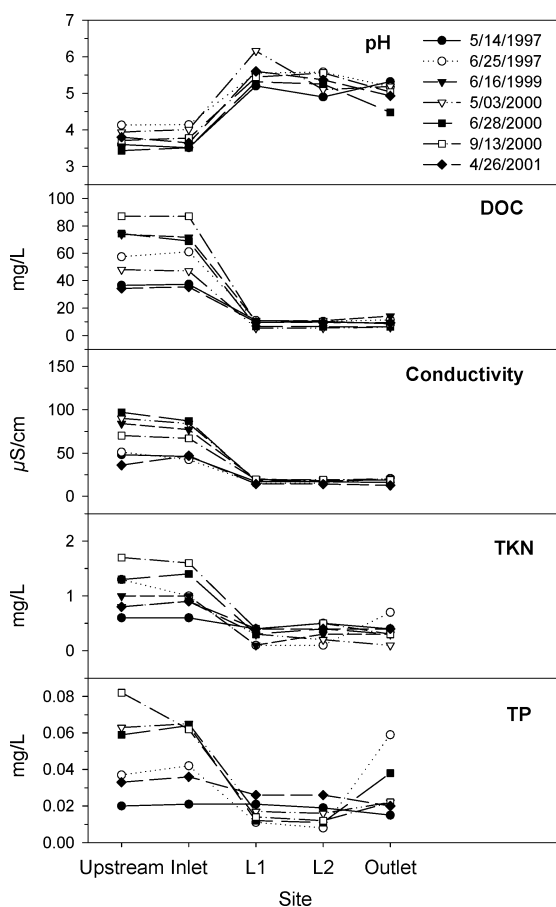 7
6
5
4
3
pH
5/14/1997
6/25/1997
6/16/1999
5/03/2000
6/28/2000
9/13/2000
4/26/2001
100
80
60
40
20
0
mg/L
DOC
150
100
50
0
µS/cm
Conductivity
2
1
0
mg/L
TKN
0.08
0.06
0.04
0.02
0.00
mg/L
TP
Upstream Inlet L1 L2 Outlet
Site